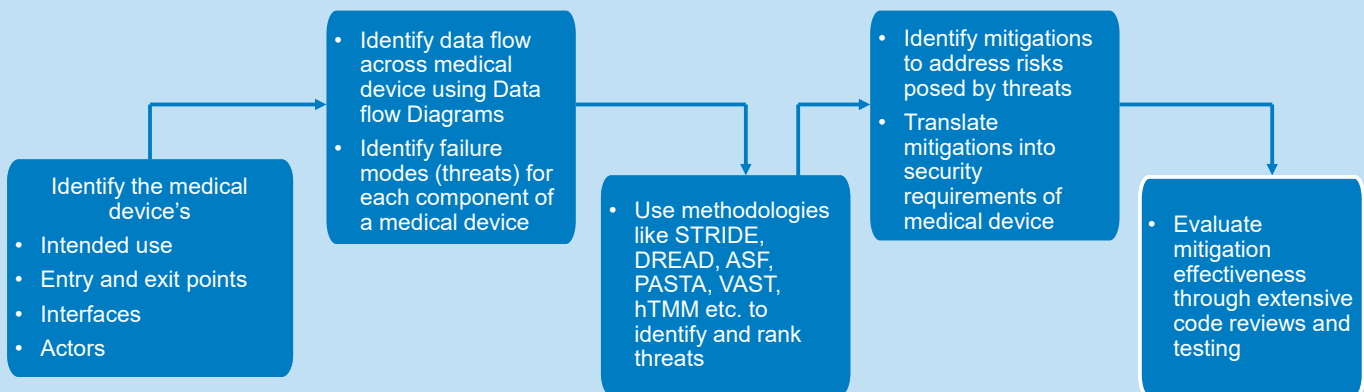 Identify the medical
device's
• Intended use
• Entry and exit points
• Interfaces
• Actors
• Identify data flow
across medical
device using Data
flow Diagrams
• Identify failure
modes (threats) for
each component of
a medical device
• Use methodologies
like STRIDE,
DREAD, ASF,
PASTA, VAST,
hTMM etc. to
identify and rank
threats
• Identify mitigations
to address risks
posed by threats
• Translate
mitigations into
security
requirements of
medical device
• Evaluate
mitigation
effectiveness
through extensive
code reviews and
testing